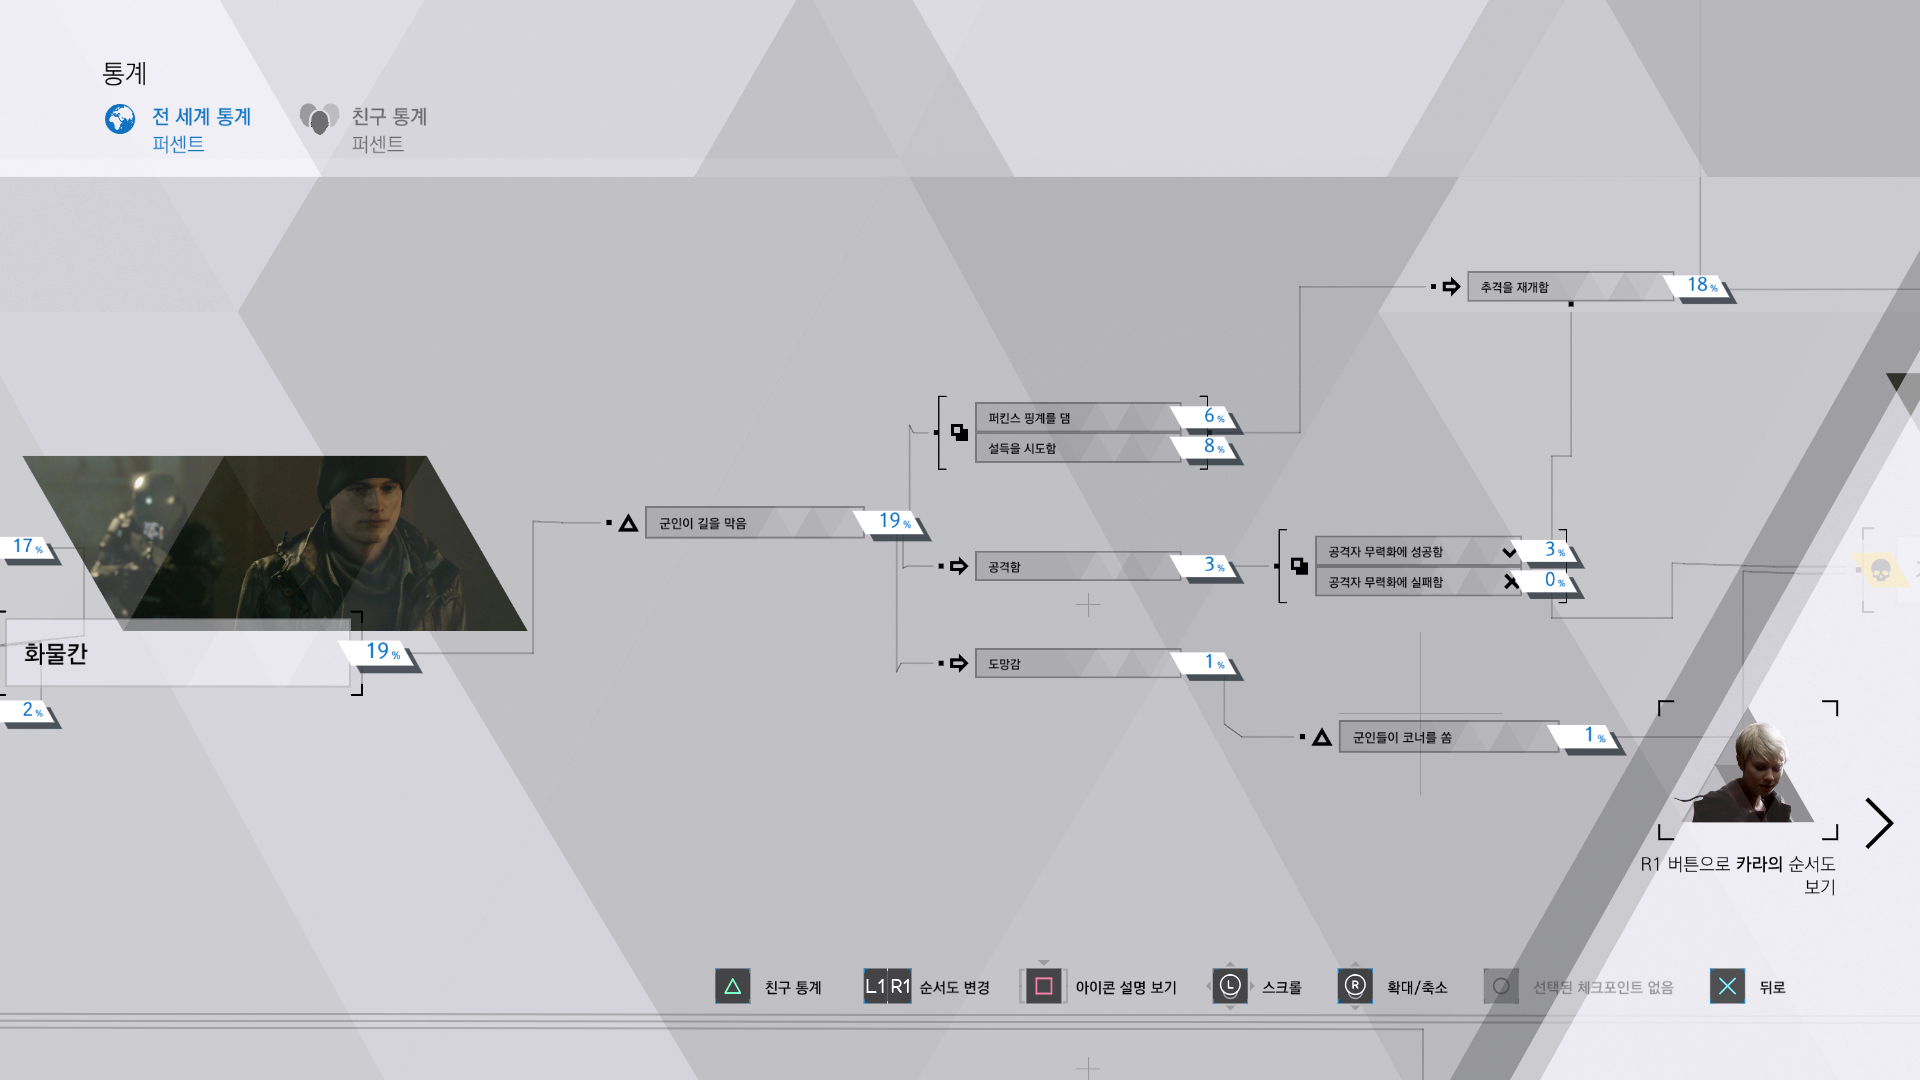 통계
전 세계 통계
퍼센트
친구 통계
퍼센트
추격을 재개함
18%
퍼킨스 핑계를 댐
6%
설득을 시도함
8%
군인이 길을 막음
19%
17%
공격자 무력화에 성공함
3%
공격함
3%
공격자 무력화에 실패함
0%
화물칸
19%
도망감
1%
2%
군인들이 코너를 쏨
1%
R1 버튼으로 카라의 순서도
보기
친구 통계
L1 R1 순서도 변경
아이콘 설명 보기
L 스크롤
R 확대/축소
선택된 체크포인트 없음
뒤로